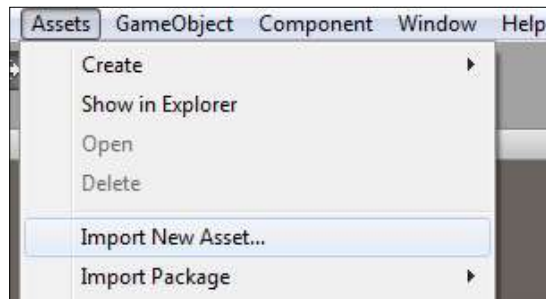 Assets GameObject Component Window Help
Create
Show in Explorer
Open
Delete
Import New Asset...
Import Package